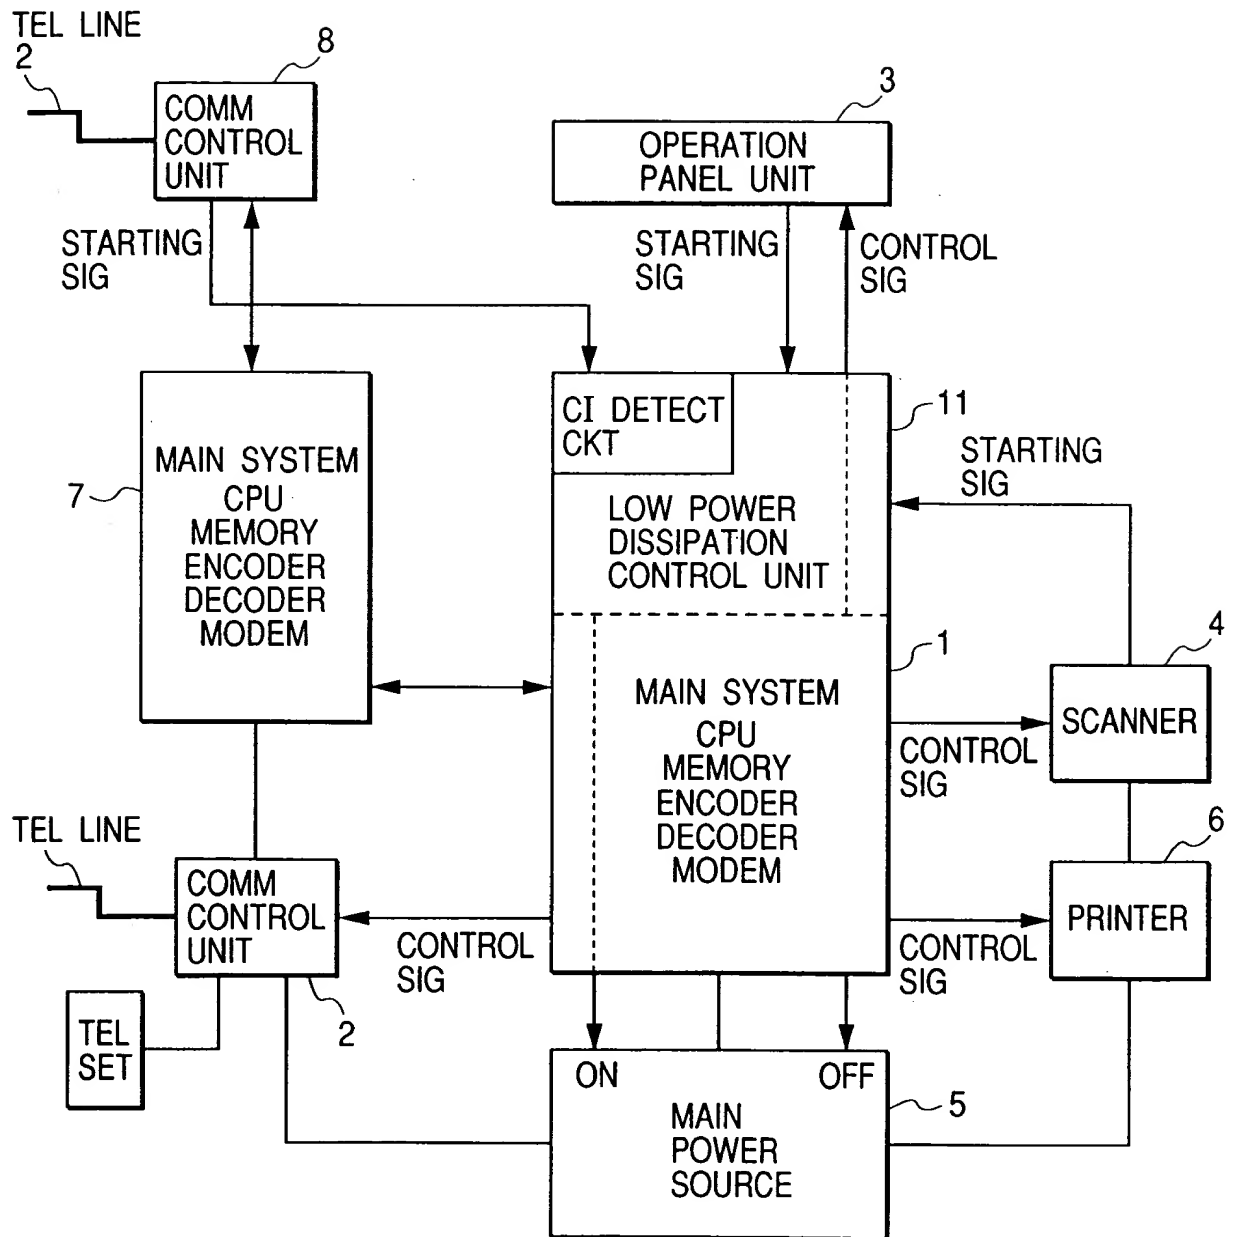 TEL LINE
2
8
COMM
CONTROL
UNIT
3
OPERATION
PANEL UNIT
STARTING
SIG
STARTING
SIG
CONTROL
SIG
CI DETECT
CKT
11
STARTING
SIG
LOW POWER
DISSIPATION
CONTROL UNIT
7
MAIN SYSTEM
CPU
MEMORY
ENCODER
DECODER
MODEM
1
MAIN SYSTEM
CPU
MEMORY
ENCODER
DECODER
MODEM
4
SCANNER
CONTROL
SIG
6
PRINTER
CONTROL
SIG
TEL LINE
COMM
CONTROL
UNIT
CONTROL
SIG
2
TEL
SET
ON
OFF
MAIN
POWER
SOURCE
5